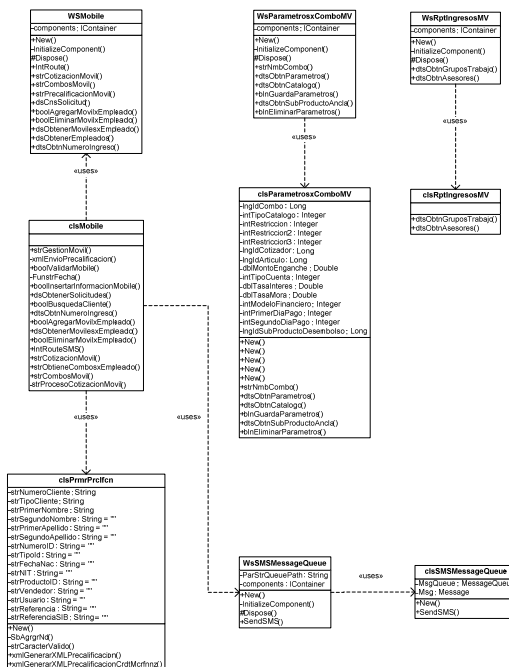 WSMobile
-components: IContainer
+New()
-InitializeComponent()
#Dispose()
+IntRoute()
+strCotizacionMovil()
+strCombosMovil()
+strPrecalificacionMovil()
+dsCnsSolicitud()
+boolAgregarMovilxEmpleado()
+boolEliminarMovilxEmpleado()
+dsObtenerMovilesxEmpleado()
+dsObtenerEmpleados()
+dtsObtnNumeroIngreso()
«uses»
clsMobile
+strGestionMovil()
-xmlEnvioPrecalificacion()
+boolValidarMobile()
-FunstrFecha()
+boolInsertarInformacionMobile()
+dsObtenerSolicitudes()
+boolBusquedaCliente()
+dtsObtnNumeroIngreso()
+boolAgregarMovilxEmpleado()
+dsObtenerMovilesxEmpleado()
+boolEliminarMovilxEmpleado()
+IntRouteSMS()
+strCotizacionMovil()
+strObtieneCombosxEmpleado()
+strCombosMovil()
-strProcesoCotizacionMovil()
«uses»
clsPrmrPrclfcn
-strNumeroCliente: String
-strTipoCliente: String
-strPrimerNombre: String
-strSegundoNombre: String = ""
-strPrimerApellido: String = ""
-strSegundoApellido: String = ""
-strNumeroID: String = ""
-strTipoId: String = ""
-strFechaNac: String = ""
-strNIT: String = ""
-strProductoID: String = ""
-strVendedor: String = ""
-strUsuario: String = ""
-strReferencia: String = ""
-strReferenciaSIB: String = ""
+New()
-SbAgrgrNd()
-strCaracterValido()
+xmlGenerarXMLPrecalificacion()
+xmlGenerarXMLPrecalificacionCrdtMcrfnnz()
WsParametrosxComboMV
-components: IContainer
+New()
-InitializeComponent()
#Dispose()
+strNmbCombo()
+dtsObtnParametros()
+dtsObtnCatalogo()
+blnGuardaParametros()
+dtsObtnSubProductoAncla()
+blnEliminarParametros()
«uses»
clsParametrosxComboMV
-lngIdCombo: Long
-intTipoCatalogo: Integer
-intRestriccion: Integer
-intRestriccion2: Integer
-intRestriccion3: Integer
-lngIdCotizador: Long
-lngIdArticulo: Long
-dblMontoEnganche: Double
-intTipoCuenta: Integer
-dblTasaInteres: Double
-dblTasaMora: Double
-intModeloFinanciero: Integer
-intPrimerDiaPago: Integer
-intSegundoDiaPago: Integer
-lngIdSubProductoDesembolso: Long
+New()
+New()
+New()
+New()
+New()
+strNmbCombo()
+dtsObtnParametros()
+dtsObtnCatalogo()
+blnGuardaParametros()
+dtsObtnSubProductoAncla()
+blnEliminarParametros()
WsRptIngresosMV
-components: IContainer
+New()
-InitializeComponent()
#Dispose()
+dtsObtnGruposTrabajo()
+dtsObtnAsesores()
«uses»
clsRptIngresosMV
+dtsObtnGruposTrabajo()
+dtsObtnAsesores()
«uses»
WsSMSMessageQueue
-ParStrQueuePath: String
-components: IContainer
+New()
-InitializeComponent()
#Dispose()
+SendSMS()
«uses»
clsSMSMessageQueue
-MsgQueue: MessageQueue
-Msg: Message
+New()
+SendSMS()